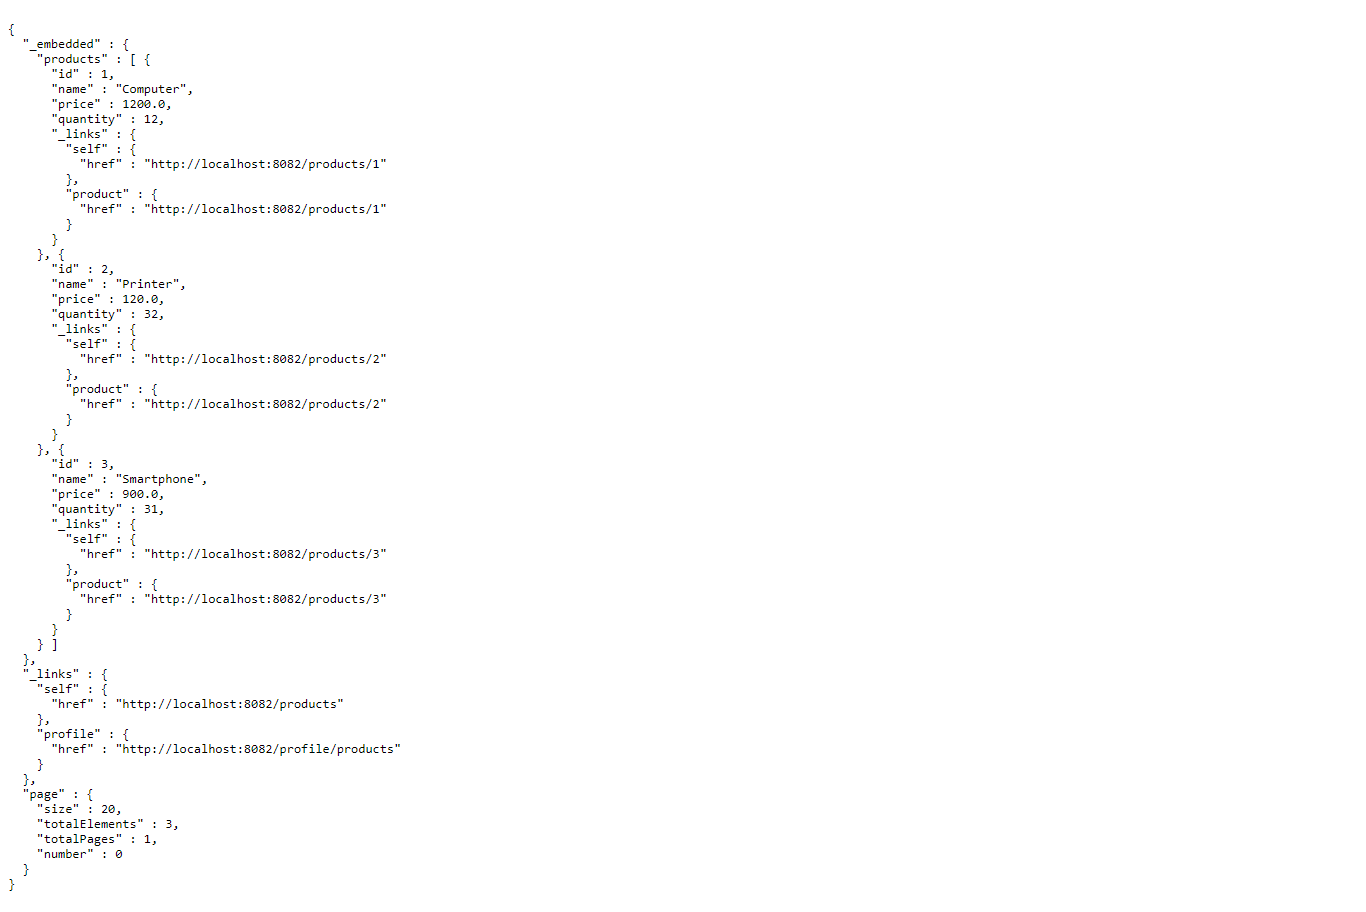 {
  "_embedded" : {
    "products" : [ {
      "id" : 1,
      "name" : "Computer",
      "price" : 1200.0,
      "quantity" : 12,
      "_links" : {
        "self" : {
          "href" : "http://localhost:8082/products/1"
        },
        "product" : {
          "href" : "http://localhost:8082/products/1"
        }
      }
    }, {
      "id" : 2,
      "name" : "Printer",
      "price" : 120.0,
      "quantity" : 32,
      "_links" : {
        "self" : {
          "href" : "http://localhost:8082/products/2"
        },
        "product" : {
          "href" : "http://localhost:8082/products/2"
        }
      }
    }, {
      "id" : 3,
      "name" : "Smartphone",
      "price" : 900.0,
      "quantity" : 31,
      "_links" : {
        "self" : {
          "href" : "http://localhost:8082/products/3"
        },
        "product" : {
          "href" : "http://localhost:8082/products/3"
        }
      }
    } ]
  },
  "_links" : {
    "self" : {
      "href" : "http://localhost:8082/products"
    },
    "profile" : {
      "href" : "http://localhost:8082/profile/products"
    }
  },
  "page" : {
    "size" : 20,
    "totalElements" : 3,
    "totalPages" : 1,
    "number" : 0
  }
}